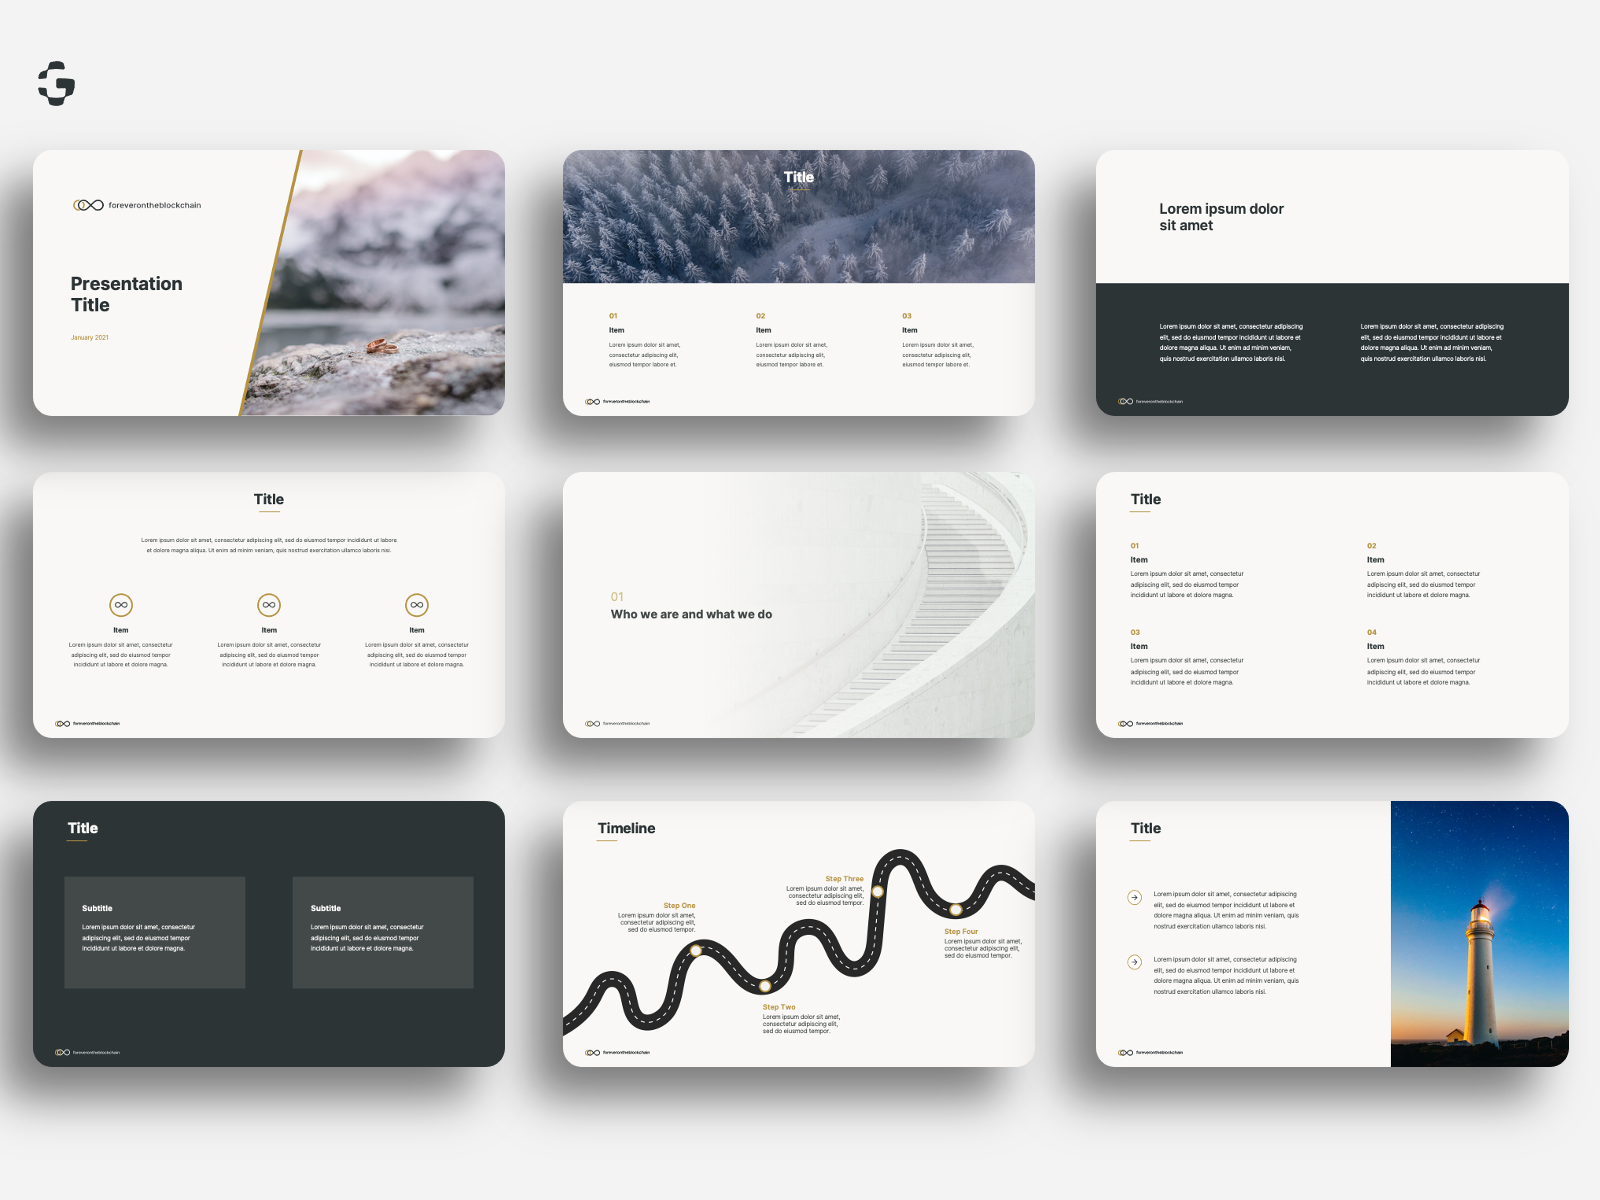 G
foreverontheblockchain
Presentation
Title
January 2021
Title
01
Item
Lorem ipsum dolor sit amet,
consectetur adipiscing elit,
eiusmod tempor labore et.
02
Item
Lorem ipsum dolor sit amet,
consectetur adipiscing elit,
eiusmod tempor labore et.
03
Item
Lorem ipsum dolor sit amet,
consectetur adipiscing elit,
eiusmod tempor labore et.
foreverontheblockchain
Lorem ipsum dolor
sit amet
Lorem ipsum dolor sit amet, consectetur adipiscing
elit, sed do eiusmod tempor incididunt ut labore et
dolore magna aliqua. Ut enim ad minim veniam,
quis nostrud exercitation ullamco laboris nisi.
Lorem ipsum dolor sit amet, consectetur adipiscing
elit, sed do eiusmod tempor incididunt ut labore et
dolore magna aliqua. Ut enim ad minim veniam,
quis nostrud exercitation ullamco laboris nisi.
foreverontheblockchain
Title
Lorem ipsum dolor sit amet, consectetur adipiscing elit, sed do eiusmod tempor incididunt ut labore
et dolore magna aliqua. Ut enim ad minim veniam, quis nostrud exercitation ullamco laboris nisi.
Item
Lorem ipsum dolor sit amet, consectetur
adipiscing elit, sed do eiusmod tempor
incididunt ut labore et dolore magna.
Item
Lorem ipsum dolor sit amet, consectetur
adipiscing elit, sed do eiusmod tempor
incididunt ut labore et dolore magna.
Item
Lorem ipsum dolor sit amet, consectetur
adipiscing elit, sed do eiusmod tempor
incididunt ut labore et dolore magna.
foreverontheblockchain
01
Who we are and what we do
foreverontheblockchain
Title
01
Item
Lorem ipsum dolor sit amet, consectetur
adipiscing elit, sed do eiusmod tempor
incididunt ut labore et dolore magna.
02
Item
Lorem ipsum dolor sit amet, consectetur
adipiscing elit, sed do eiusmod tempor
incididunt ut labore et dolore magna.
03
Item
Lorem ipsum dolor sit amet, consectetur
adipiscing elit, sed do eiusmod tempor
incididunt ut labore et dolore magna.
04
Item
Lorem ipsum dolor sit amet, consectetur
adipiscing elit, sed do eiusmod tempor
incididunt ut labore et dolore magna.
foreverontheblockchain
Title
Subtitle
Lorem ipsum dolor sit amet, consectetur
adipiscing elit, sed do eiusmod tempor
incididunt ut labore et dolore magna.
Subtitle
Lorem ipsum dolor sit amet, consectetur
adipiscing elit, sed do eiusmod tempor
incididunt ut labore et dolore magna.
foreverontheblockchain
Timeline
Step One
Lorem ipsum dolor sit amet,
consectetur adipiscing elit,
sed do eiusmod tempor.
Step Two
Lorem ipsum dolor sit amet,
consectetur adipiscing elit,
sed do eiusmod tempor.
Step Three
Lorem ipsum dolor sit amet,
consectetur adipiscing elit,
sed do eiusmod tempor.
Step Four
Lorem ipsum dolor sit amet,
consectetur adipiscing elit,
sed do eiusmod tempor.
foreverontheblockchain
Title
Lorem ipsum dolor sit amet, consectetur adipiscing
elit, sed do eiusmod tempor incididunt ut labore et
dolore magna aliqua. Ut enim ad minim veniam, quis
nostrud exercitation ullamco laboris nisi.
Lorem ipsum dolor sit amet, consectetur adipiscing
elit, sed do eiusmod tempor incididunt ut labore et
dolore magna aliqua. Ut enim ad minim veniam, quis
nostrud exercitation ullamco laboris nisi.
foreverontheblockchain